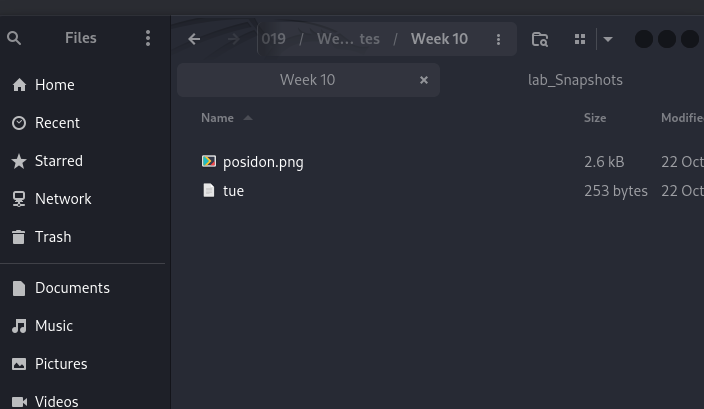 Files
019 / We... tes / Week 10
Home
Recent
Starred
Network
Trash
Documents
Music
Pictures
Videos
Week 10 ×
lab_Snapshots
Name Size Modifie
posidon.png 2.6 kB 22 Oct
tue 253 bytes 22 Oct